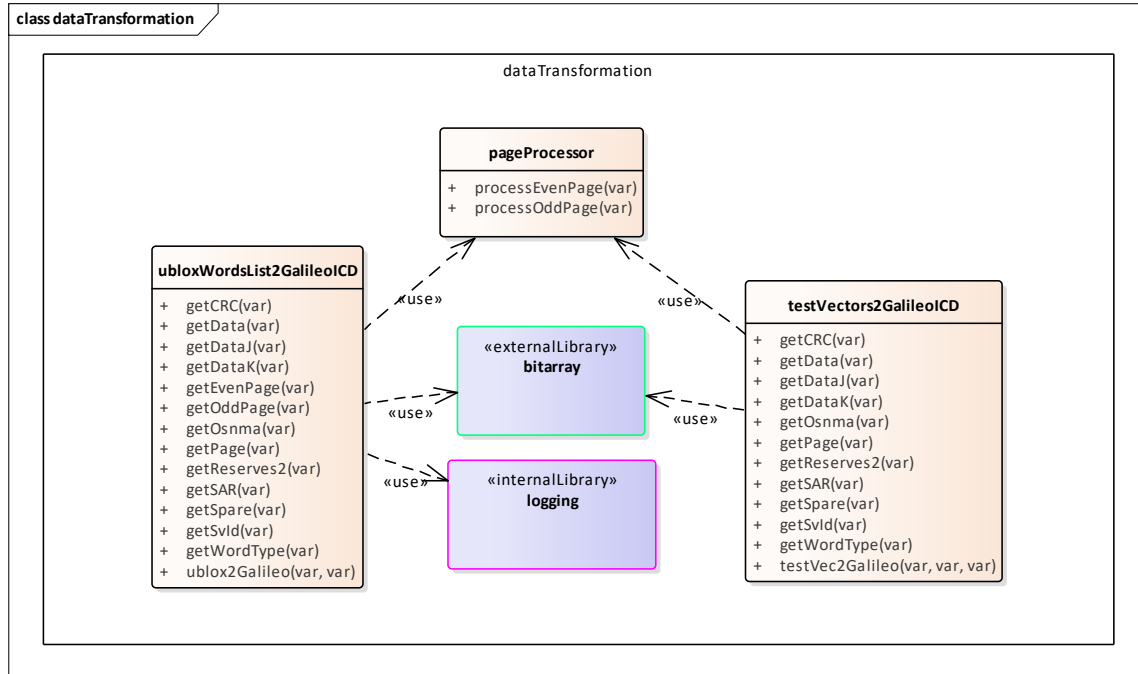 class dataTransformation
dataTransformation
pageProcessor
+ processEvenPage(var)
+ processOddPage(var)
ubloxWordsList2GalileoICD
+ getCRC(var)
+ getData(var)
+ getDataJ(var)
+ getDataK(var)
+ getEvenPage(var)
+ getOddPage(var)
+ getOsnma(var)
+ getPage(var)
+ getReserves2(var)
+ getSAR(var)
+ getSpare(var)
+ getSvId(var)
+ getWordType(var)
+ ublox2Galileo(var, var)
«use»
«use»
«use»
«externalLibrary»
bitarray
«internalLibrary»
logging
«use»
«use»
testVectors2GalileoICD
+ getCRC(var)
+ getData(var)
+ getDataJ(var)
+ getDataK(var)
+ getOsnma(var)
+ getPage(var)
+ getReserves2(var)
+ getSAR(var)
+ getSpare(var)
+ getSvId(var)
+ getWordType(var)
+ testVec2Galileo(var, var, var)